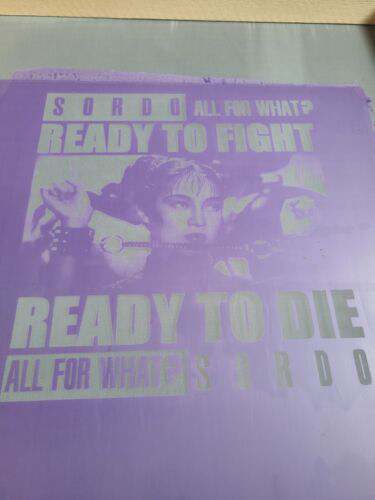 SORDO ALL FOR WHAT?
READY TO FIGHT
READY TO DIE
ALL FOR WHAT? SORDO